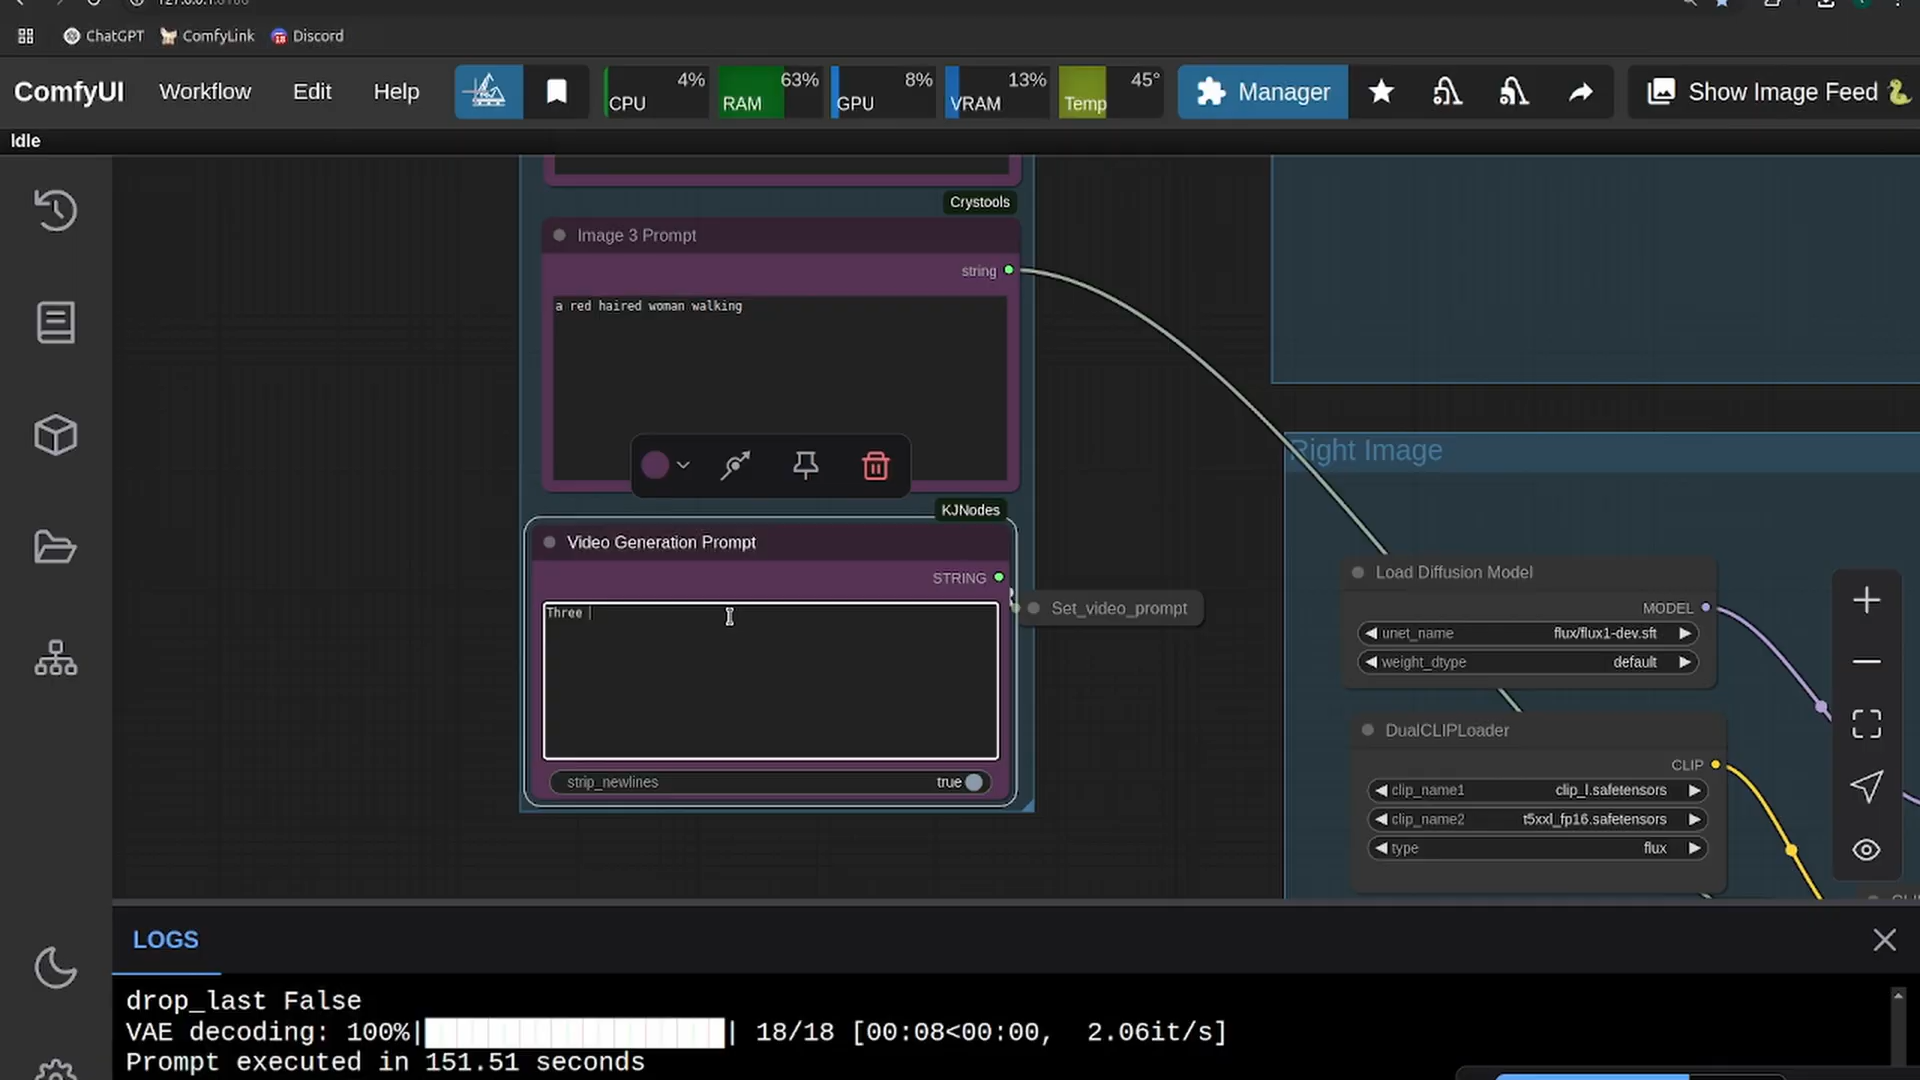 ChatGPT ComfyLink Discord
ComfyUI Workflow Edit Help
4% CPU 63% RAM 8% GPU 13% VRAM 45° Temp
Manager
Show Image Feed
Idle
Crystools
Image 3 Prompt
string
a red haired woman walking
Right Image
KJNodes
Video Generation Prompt
STRING
Three
Set_video_prompt
strip_newlines true
Load Diffusion Model
MODEL
unet_name flux/flux1-dev.sft
weight_dtype default
DualCLIPLoader
CLIP
clip_name1 clip_l.safetensors
clip_name2 t5xxl_fp16.safetensors
type flux
LOGS
drop_last False
VAE decoding: 100%| | 18/18 [00:08<00:00, 2.06it/s]
Prompt executed in 151.51 seconds